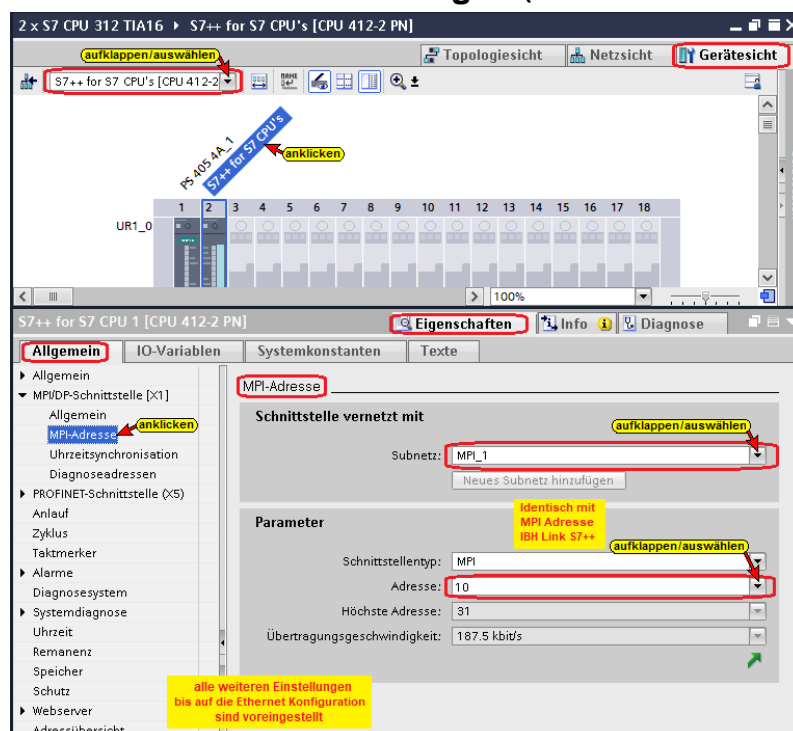 2 x S7 CPU 312 TIA16 ▸ S7++ for S7 CPU's [CPU 412-2 PN]
aufklappen/auswählen
Topologiesicht Netzsicht Gerätesicht
S7++ for S7 CPU's [CPU 412-2
PS 405 4A_1
S7++ for S7 CPU's
anklicken
1 2 3 4 5 6 7 8 9 10 11 12 13 14 15 16 17 18
UR1_0
100%
S7++ for S7 CPU 1 [CPU 412-2 PN]
Eigenschaften Info Diagnose
Allgemein IO-Variablen Systemkonstanten Texte
Allgemein
MPI/DP-Schnittstelle [X1]
Allgemein
MPI-Adresse
anklicken
Uhrzeitsynchronisation
Diagnoseadressen
PROFINET-Schnittstelle (X5)
Anlauf
Zyklus
Taktmerker
Alarme
Diagnosesystem
Systemdiagnose
Uhrzeit
Remanenz
Speicher
Schutz
Webserver
Adressübersicht
MPI-Adresse
Schnittstelle vernetzt mit
aufklappen/auswählen
Subnetz: MPI_1
Neues Subnetz hinzufügen
Identisch mit
MPI Adresse
IBH Link S7++
Parameter
aufklappen/auswählen
Schnittstellentyp: MPI
Adresse: 10
Höchste Adresse: 31
Übertragungsgeschwindigkeit: 187.5 kbit/s
alle weiteren Einstellungen
bis auf die Ethernet Konfiguration
sind voreingestellt